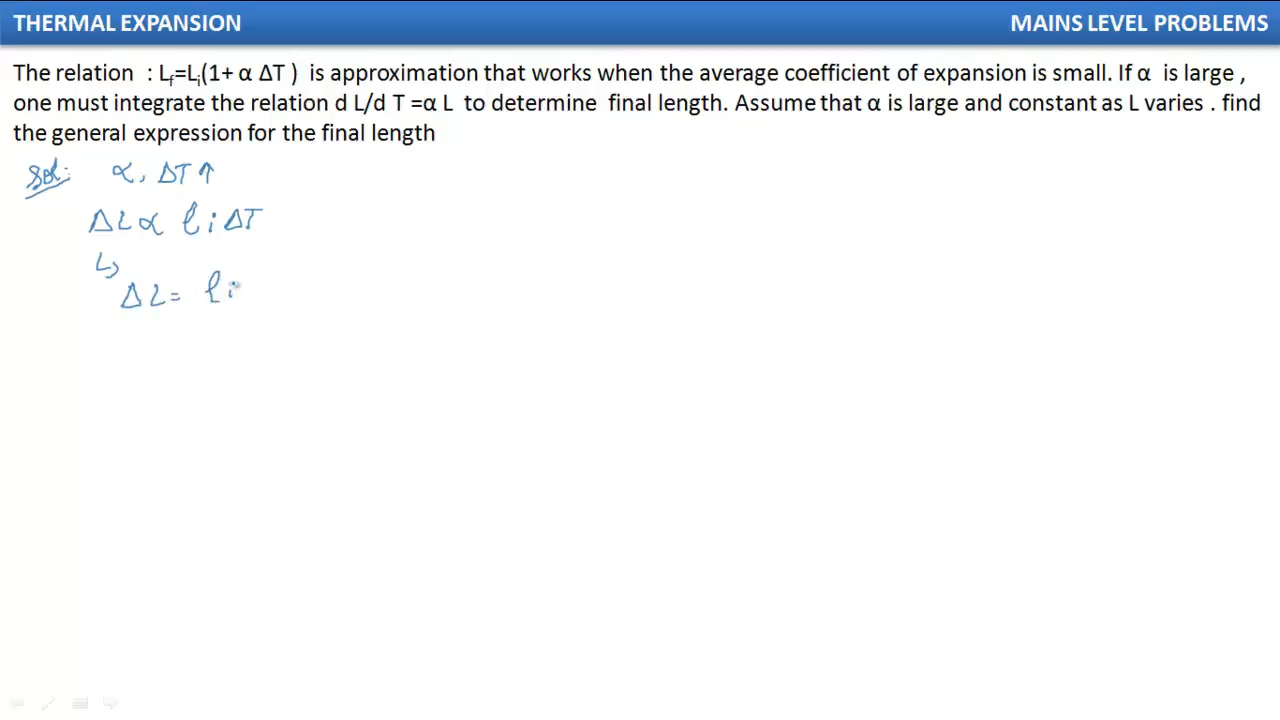 THERMAL EXPANSION MAINS LEVEL PROBLEMS
The relation : Lf=Li(1+ α ΔT ) is approximation that works when the average coefficient of expansion is small. If α is large ,
one must integrate the relation d L/d T =α L to determine final length. Assume that α is large and constant as L varies . find
the general expression for the final length
Sol: α, ΔT ↑
ΔL α l i ΔT
↳
ΔL = l i